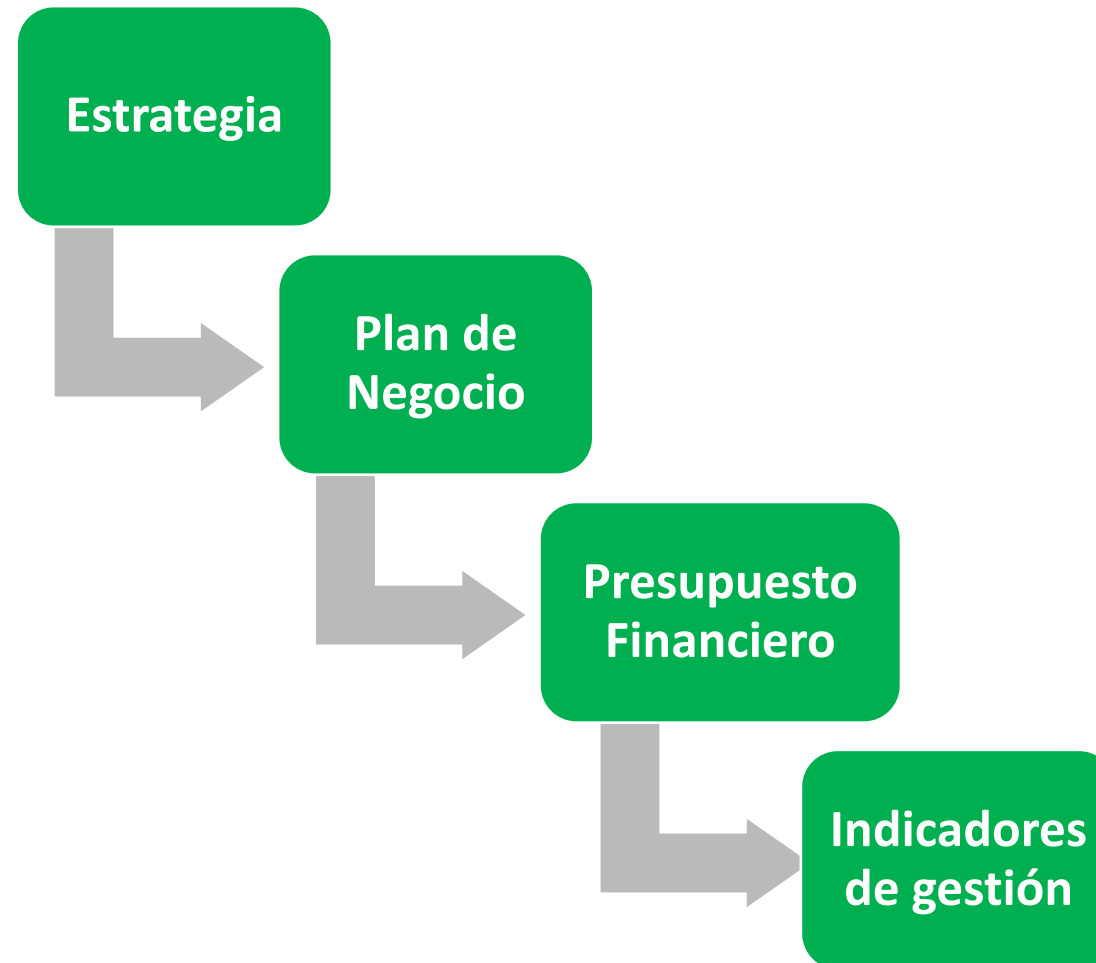 Estrategia
Plan de
Negocio
Presupuesto
Financiero
Indicadores
de gestión